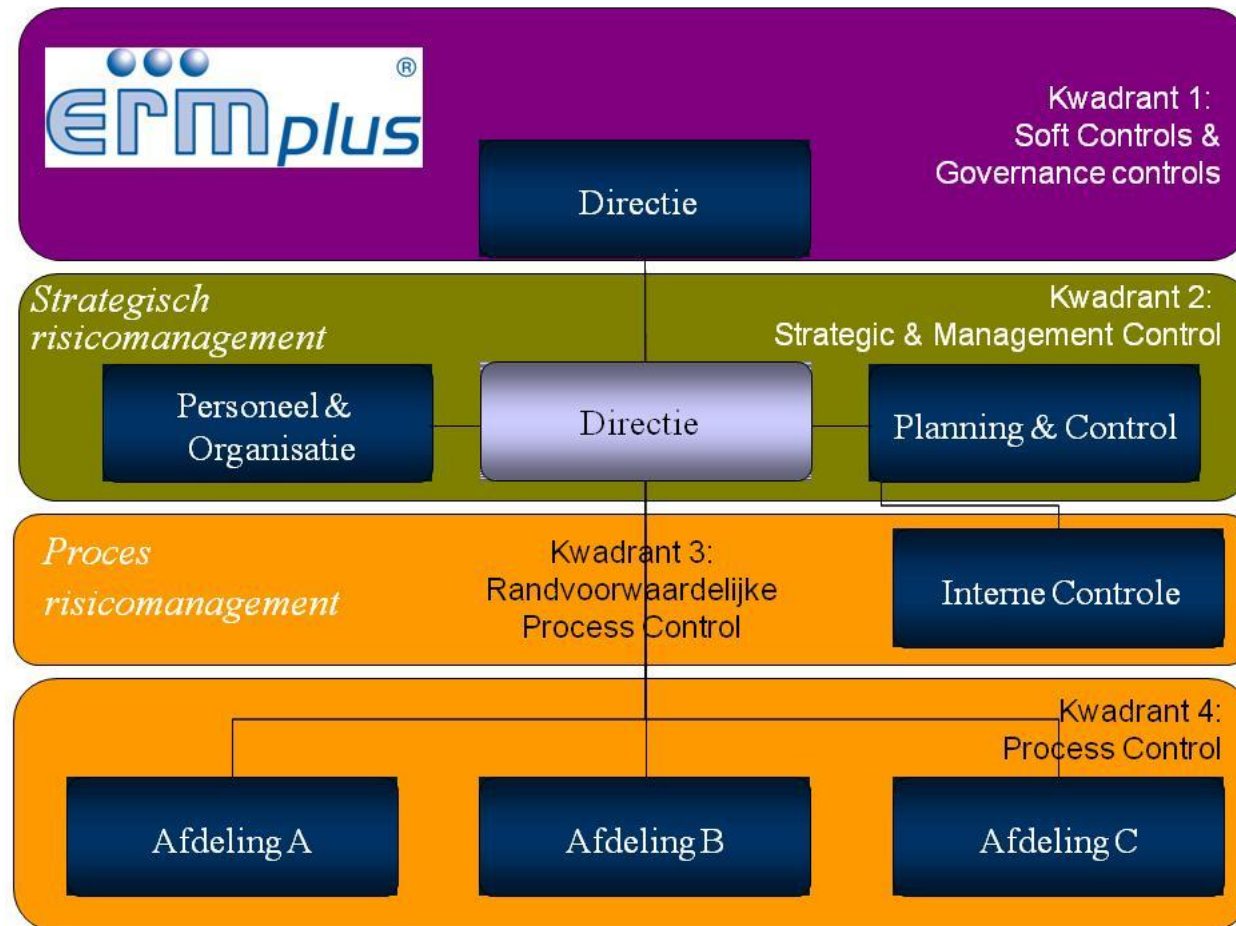 ermplus®
Kwadrant 1:
Soft Controls &
Governance controls
Directie
Strategisch
risicomanagement
Kwadrant 2:
Strategic & Management Control
Personeel &
Organisatie
Directie
Planning & Control
Proces
risicomanagement
Kwadrant 3:
Randvoorwaardelijke
Process Control
Interne Controle
Kwadrant 4:
Process Control
Afdeling A
Afdeling B
Afdeling C